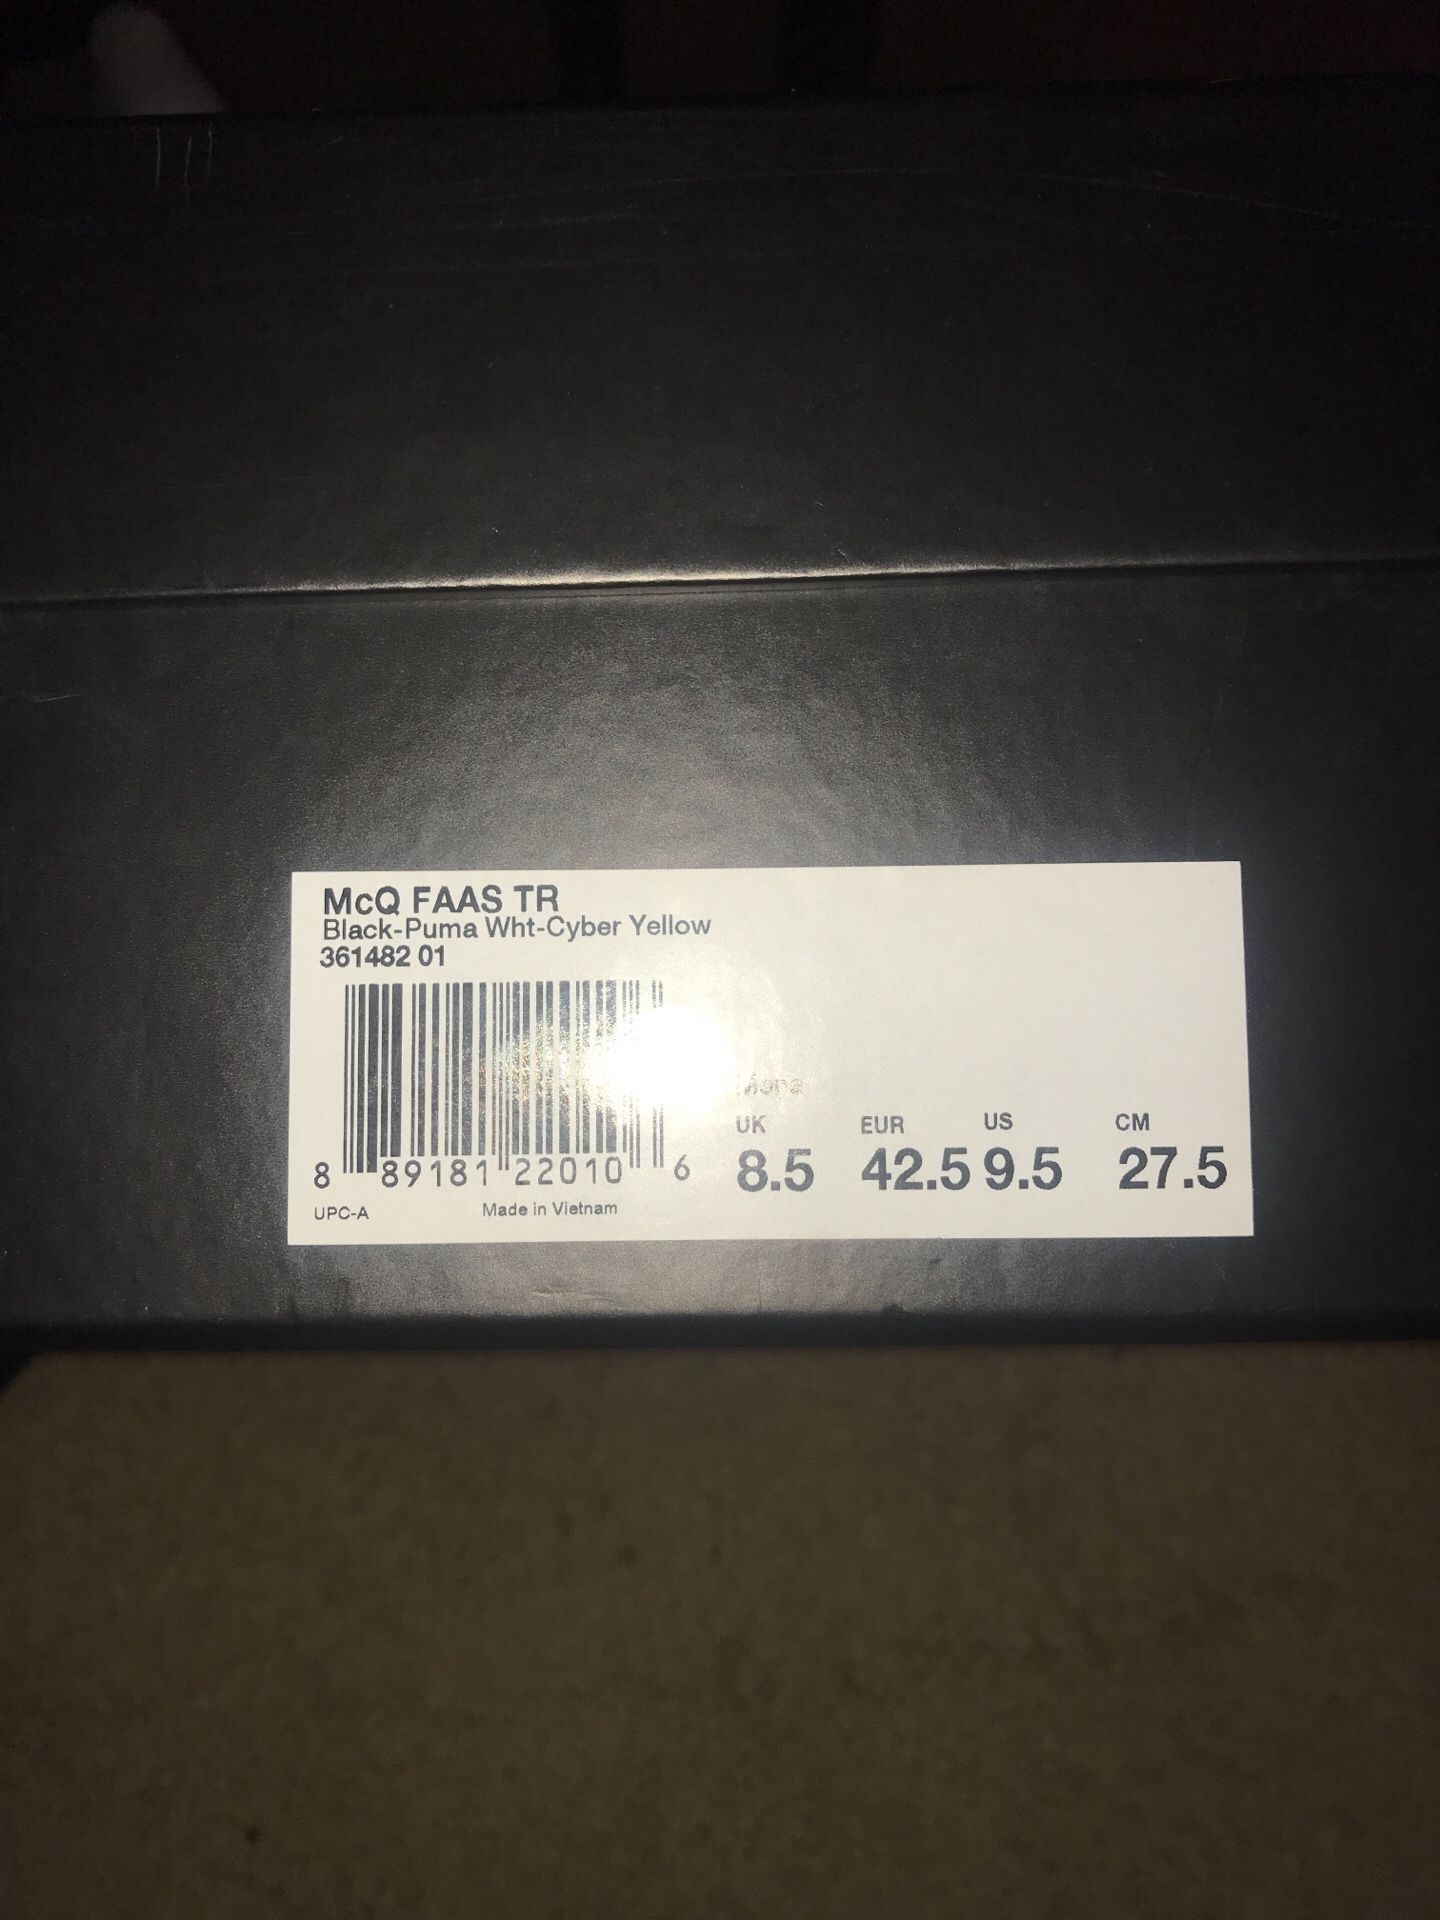 McQ FAAS TR
Black-Puma Wht-Cyber Yellow
361482 01
Mens
UK EUR US CM
8.5 42.5 9.5 27.5
8 89181 22010 6
UPC-A Made in Vietnam